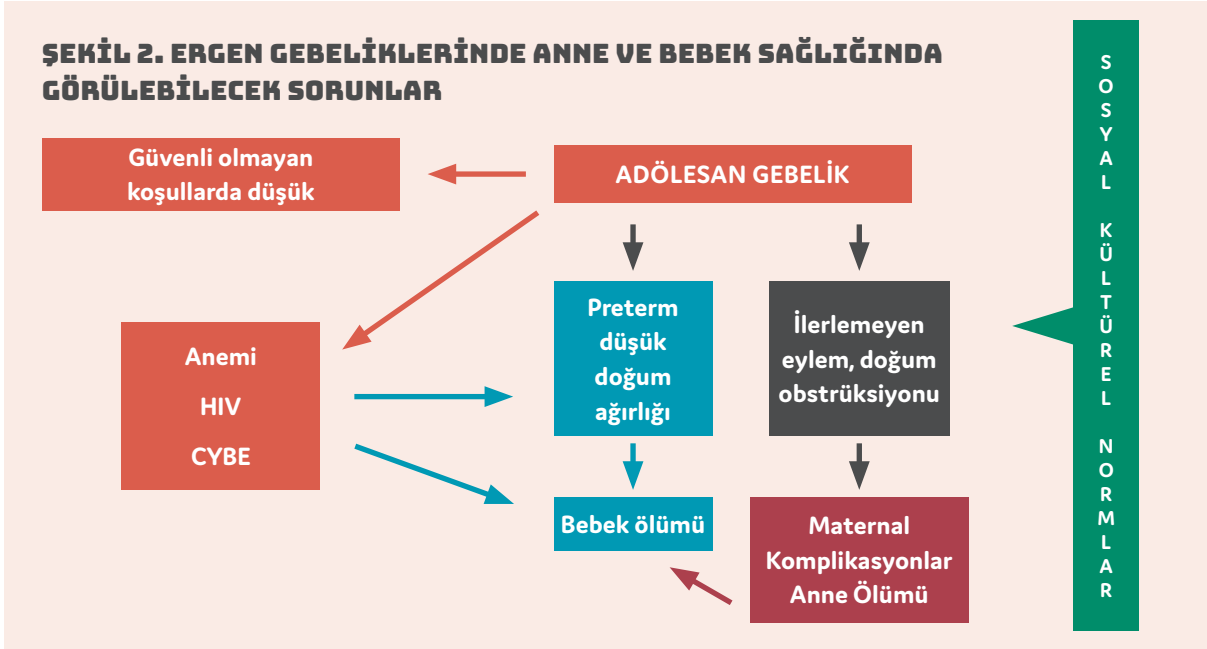 ŞEKİL 2. ERGEN GEBELİKLERİNDE ANNE VE BEBEK SAĞLIĞINDA
GÖRÜLEBİLECEK SORUNLAR
Güvenli olmayan
koşullarda düşük
ADÖLESAN GEBELİK
Anemi
HIV
CYBE
Preterm
düşük
doğum
ağırlığı
İlerlemeyen
eylem, doğum
obstrüksiyonu
Bebek ölümü
Maternal
Komplikasyonlar
Anne Ölümü
SOSYAL KÜLTÜREL NORMLAR